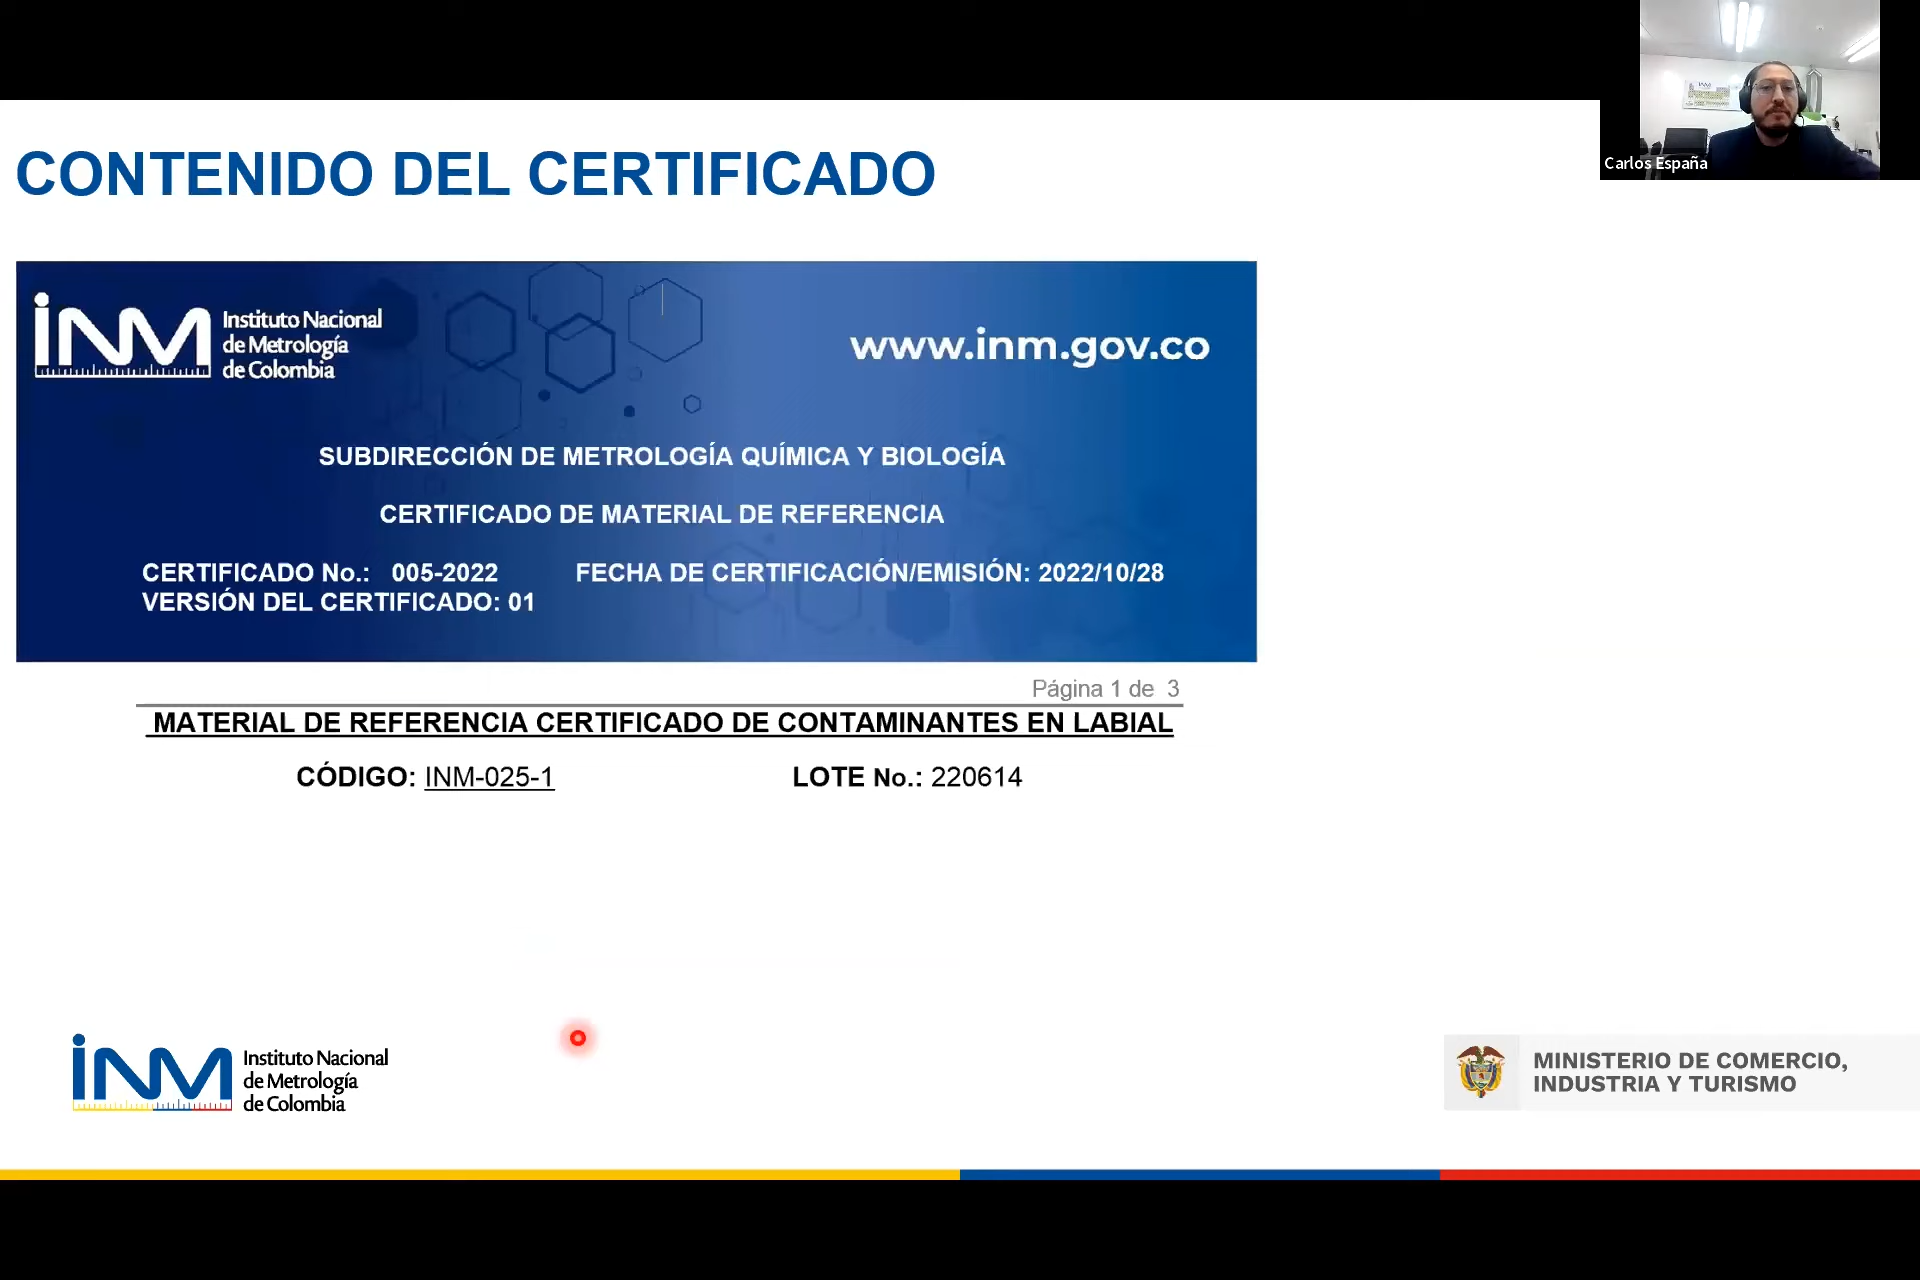 Carlos España
CONTENIDO DEL CERTIFICADO
iNM
Instituto Nacional
de Metrología
de Colombia
www.inm.gov.co
SUBDIRECCIÓN DE METROLOGÍA QUÍMICA Y BIOLOGÍA
CERTIFICADO DE MATERIAL DE REFERENCIA
CERTIFICADO No.: 005-2022 FECHA DE CERTIFICACIÓN/EMISIÓN: 2022/10/28
VERSIÓN DEL CERTIFICADO: 01
Página 1 de 3
MATERIAL DE REFERENCIA CERTIFICADO DE CONTAMINANTES EN LABIAL
CÓDIGO: INM-025-1 LOTE No.: 220614
iNM
Instituto Nacional
de Metrología
de Colombia
MINISTERIO DE COMERCIO,
INDUSTRIA Y TURISMO